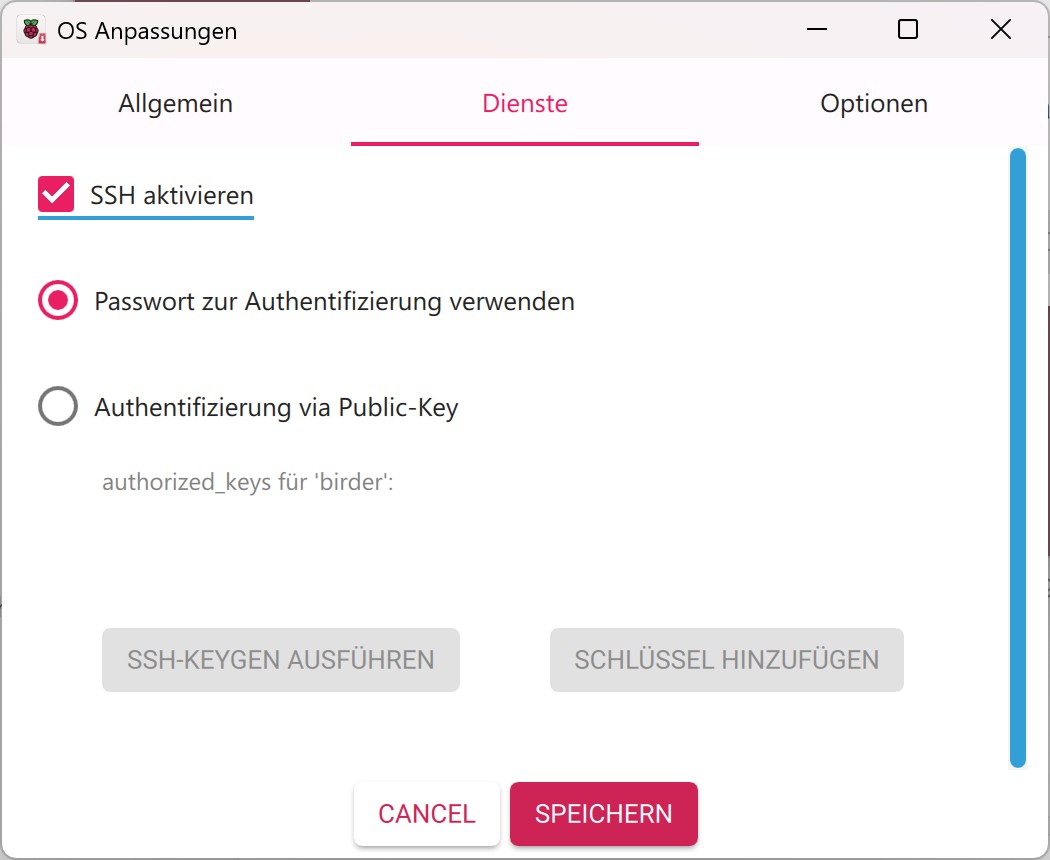 OS Anpassungen
Allgemein
Dienste
Optionen
SSH aktivieren
Passwort zur Authentifizierung verwenden
Authentifizierung via Public-Key
authorized_keys für 'birder':
SSH-KEYGEN AUSFÜHREN
SCHLÜSSEL HINZUFÜGEN
CANCEL
SPEICHERN